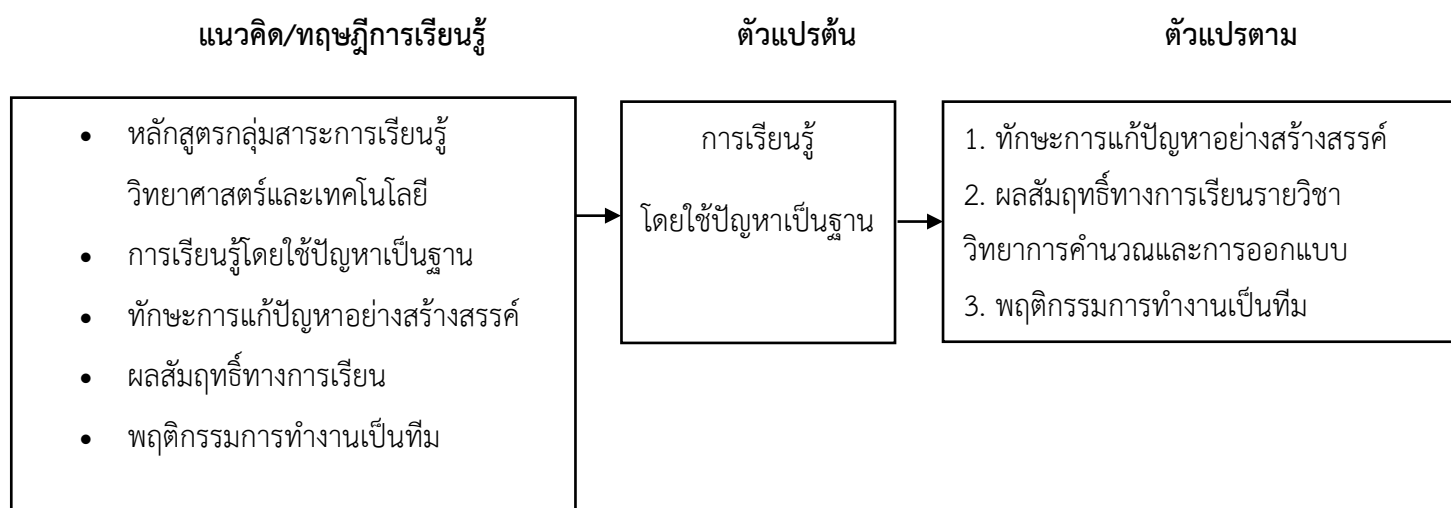 แนวคิด/ทฤษฎีการเรียนรู้
ตัวแปรต้น
ตัวแปรตาม
• หลักสูตรกลุ่มสาระการเรียนรู้
วิทยาศาสตร์และเทคโนโลยี
• การเรียนรู้โดยใช้ปัญหาเป็นฐาน
• ทักษะการแก้ปัญหาอย่างสร้างสรรค์
• ผลสัมฤทธิ์ทางการเรียน
• พฤติกรรมการทำงานเป็นทีม
การเรียนรู้
โดยใช้ปัญหาเป็นฐาน
1. ทักษะการแก้ปัญหาอย่างสร้างสรรค์
2. ผลสัมฤทธิ์ทางการเรียนรายวิชา
วิทยาการคำนวณและการออกแบบ
3. พฤติกรรมการทำงานเป็นทีม